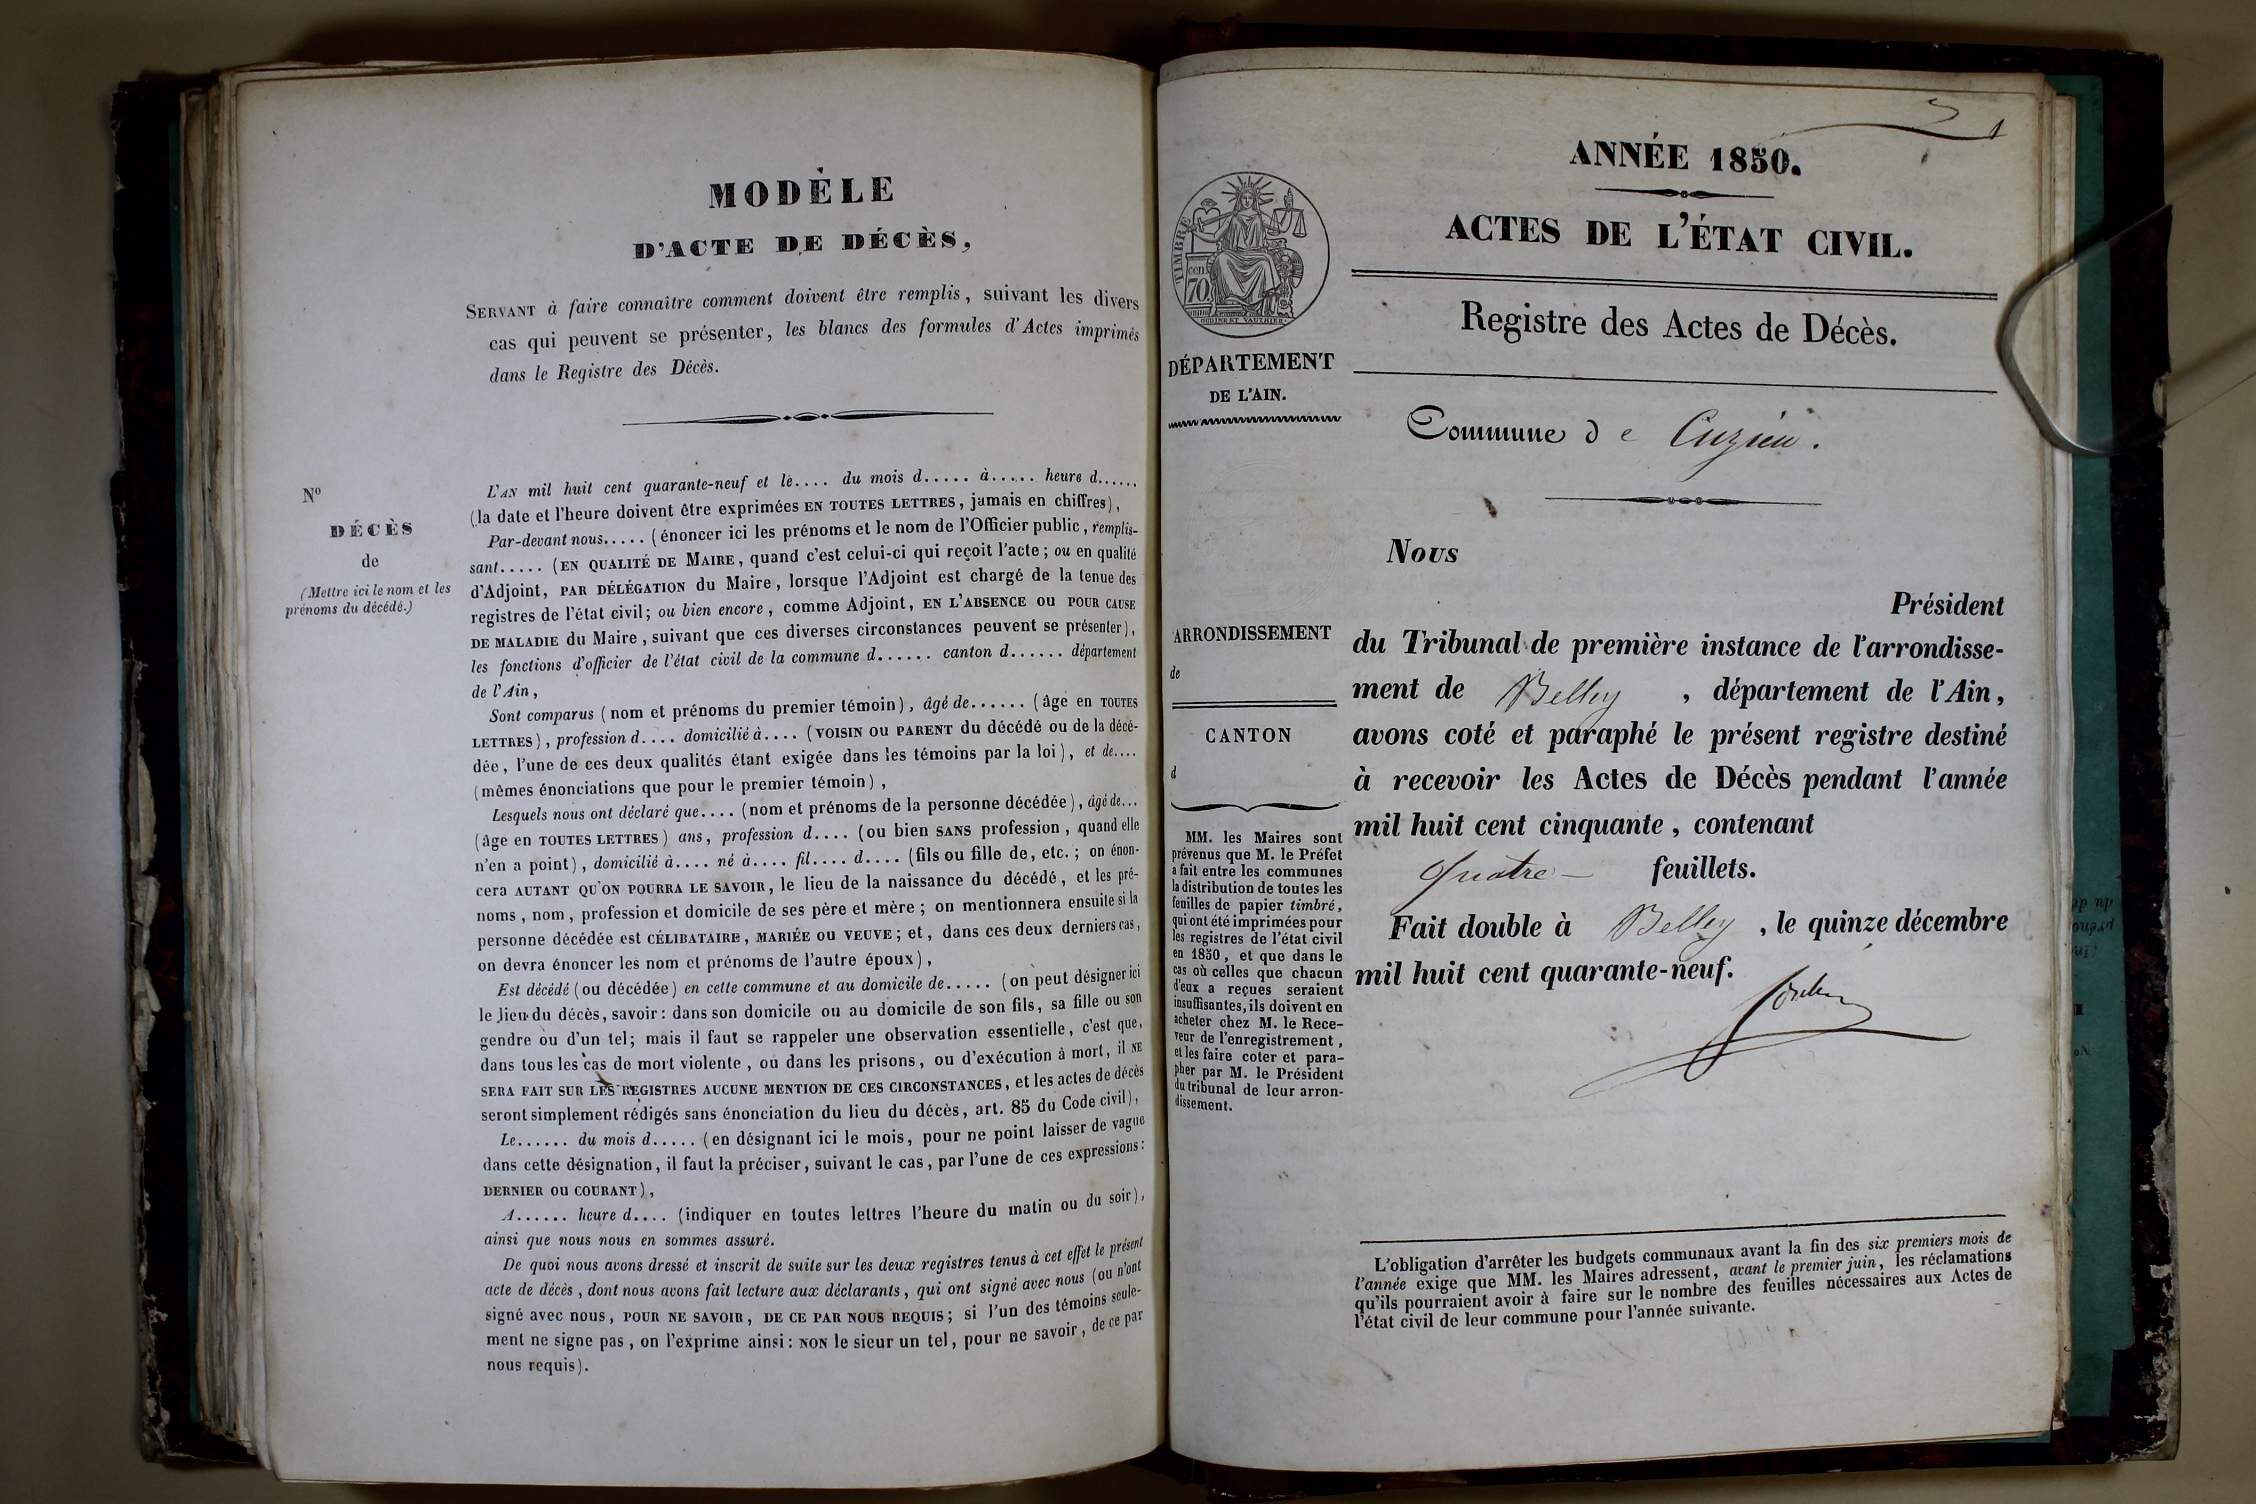 MODÈLE
D'ACTE DE DÉCÈS,
SERVANT à faire connaître comment doivent être remplis, suivant les divers
cas qui peuvent se présenter, les blancs des formules d'Actes imprimés
dans le Registre des Décès.
N°
DÉCÈS
de
(Mettre ici le nom et les
prénoms du décédé.)
L'AN mil huit cent quarante-neuf et le.... du mois d..... à..... heure d......
(la date et l'heure doivent être exprimées EN TOUTES LETTRES, jamais en chiffres),
Par-devant nous..... (énoncer ici les prénoms et le nom de l'Officier public, remplis-
sant..... (EN QUALITÉ DE MAIRE, quand c'est celui-ci qui reçoit l'acte; ou en qualité
d'Adjoint, PAR DÉLÉGATION du Maire, lorsque l'Adjoint est chargé de la tenue des
registres de l'état civil; ou bien encore, comme Adjoint, EN L'ABSENCE OU POUR CAUSE
DE MALADIE du Maire, suivant que ces diverses circonstances peuvent se présenter),
les fonctions d'officier de l'état civil de la commune d...... canton d...... département
de l'Ain,
Sont comparus (nom et prénoms du premier témoin), âgé de...... (âge en TOUTES
LETTRES), profession d.... domicilié à.... (VOISIN OU PARENT du décédé ou de la décé-
dée, l'une de ces deux qualités étant exigée dans les témoins par la loi), et de....
(mêmes énonciations que pour le premier témoin),
Lesquels nous ont déclaré que.... (nom et prénoms de la personne décédée), âgé de...
(âge en TOUTES LETTRES) ans, profession d.... (ou bien SANS profession, quand elle
n'en a point), domicilié à.... né à.... fil.... d.... (fils ou fille de, etc.; on énon-
cera AUTANT QU'ON POURRA LE SAVOIR, le lieu de la naissance du décédé, et les pré-
noms, nom, profession et domicile de ses père et mère; on mentionnera ensuite si la
personne décédée est CÉLIBATAIRE, MARIÉE OU VEUVE; et, dans ces deux derniers cas,
on devra énoncer les nom et prénoms de l'autre époux),
Est décédé (ou décédée) en cette commune et au domicile de..... (on peut désigner ici
le lieu du décès, savoir: dans son domicile ou au domicile de son fils, sa fille ou son
gendre ou d'un tel; mais il faut se rappeler une observation essentielle, c'est que,
dans tous les cas de mort violente, ou dans les prisons, ou d'exécution à mort, il NE
SERA FAIT SUR LES REGISTRES AUCUNE MENTION DE CES CIRCONSTANCES, et les actes de décès
seront simplement rédigés sans énonciation du lieu du décès, art. 85 du Code civil),
Le...... du mois d..... (en désignant ici le mois, pour ne point laisser de vague
dans cette désignation, il faut la préciser, suivant le cas, par l'une de ces expressions:
DERNIER OU COURANT),
A...... heure d.... (indiquer en toutes lettres l'heure du matin ou du soir),
ainsi que nous nous en sommes assuré.
De quoi nous avons dressé et inscrit de suite sur les deux registres tenus à cet effet le présent
acte de décès, dont nous avons fait lecture aux déclarants, qui ont signé avec nous (ou n'ont
signé avec nous, POUR NE SAVOIR, DE CE PAR NOUS REQUIS; si l'un des témoins seule-
ment ne signe pas, on l'exprime ainsi: NON le sieur un tel, pour ne savoir, de ce par
nous requis).
1
ANNÉE 1850.
ACTES DE L'ÉTAT CIVIL.
Registre des Actes de Décès.
TIMBRE
cen.
70
OUDINE ET VAUTHIER.
DÉPARTEMENT
DE L'AIN.
Commune de Cuzieu.
ARRONDISSEMENT
de
CANTON
d
MM. les Maires sont
prévenus que M. le Préfet
a fait entre les communes
la distribution de toutes les
feuilles de papier timbré,
qui ont été imprimées pour
les registres de l'état civil
en 1850, et que dans le
cas où celles que chacun
d'eux a reçues seraient
insuffisantes, ils doivent en
acheter chez M. le Rece-
veur de l'enregistrement,
et les faire coter et para-
pher par M. le Président
du tribunal de leur arron-
dissement.
Nous
Président
du Tribunal de première instance de l'arrondisse-
ment de Belley, département de l'Ain,
avons coté et paraphé le présent registre destiné
à recevoir les Actes de Décès pendant l'année
mil huit cent cinquante, contenant
quatre — feuillets.
Fait double à Belley, le quinze décembre
mil huit cent quarante-neuf.
L'obligation d'arrêter les budgets communaux avant la fin des six premiers mois de
l'année exige que MM. les Maires adressent, avant le premier juin, les réclamations
qu'ils pourraient avoir à faire sur le nombre des feuilles nécessaires aux Actes de
l'état civil de leur commune pour l'année suivante.